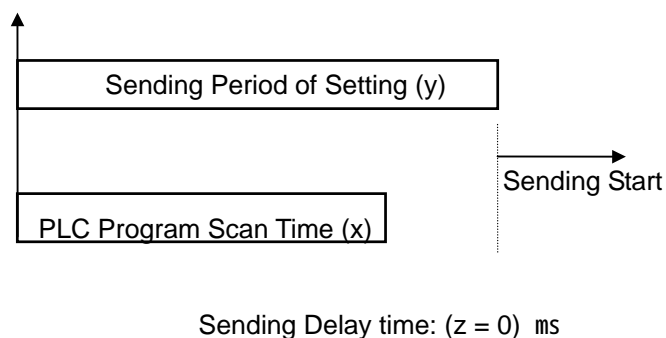 Sending Period of Setting (y)
Sending Start
PLC Program Scan Time (x)
Sending Delay time: (z = 0) ms